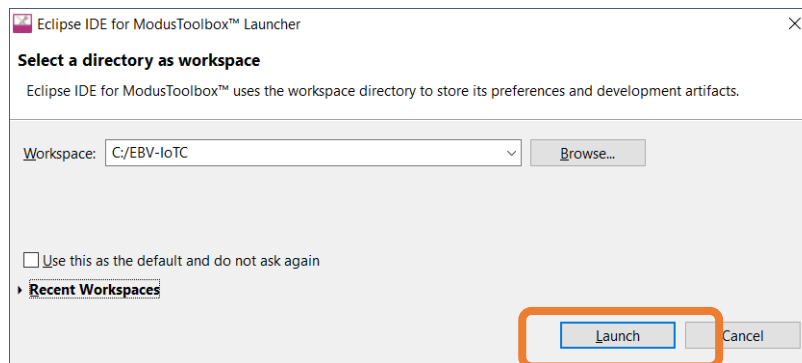 Eclipse IDE for ModusToolbox™ Launcher
Select a directory as workspace
Eclipse IDE for ModusToolbox™ uses the workspace directory to store its preferences and development artifacts.
Workspace: C:/EBV-IoTC Browse...
Use this as the default and do not ask again
Recent Workspaces
Launch Cancel